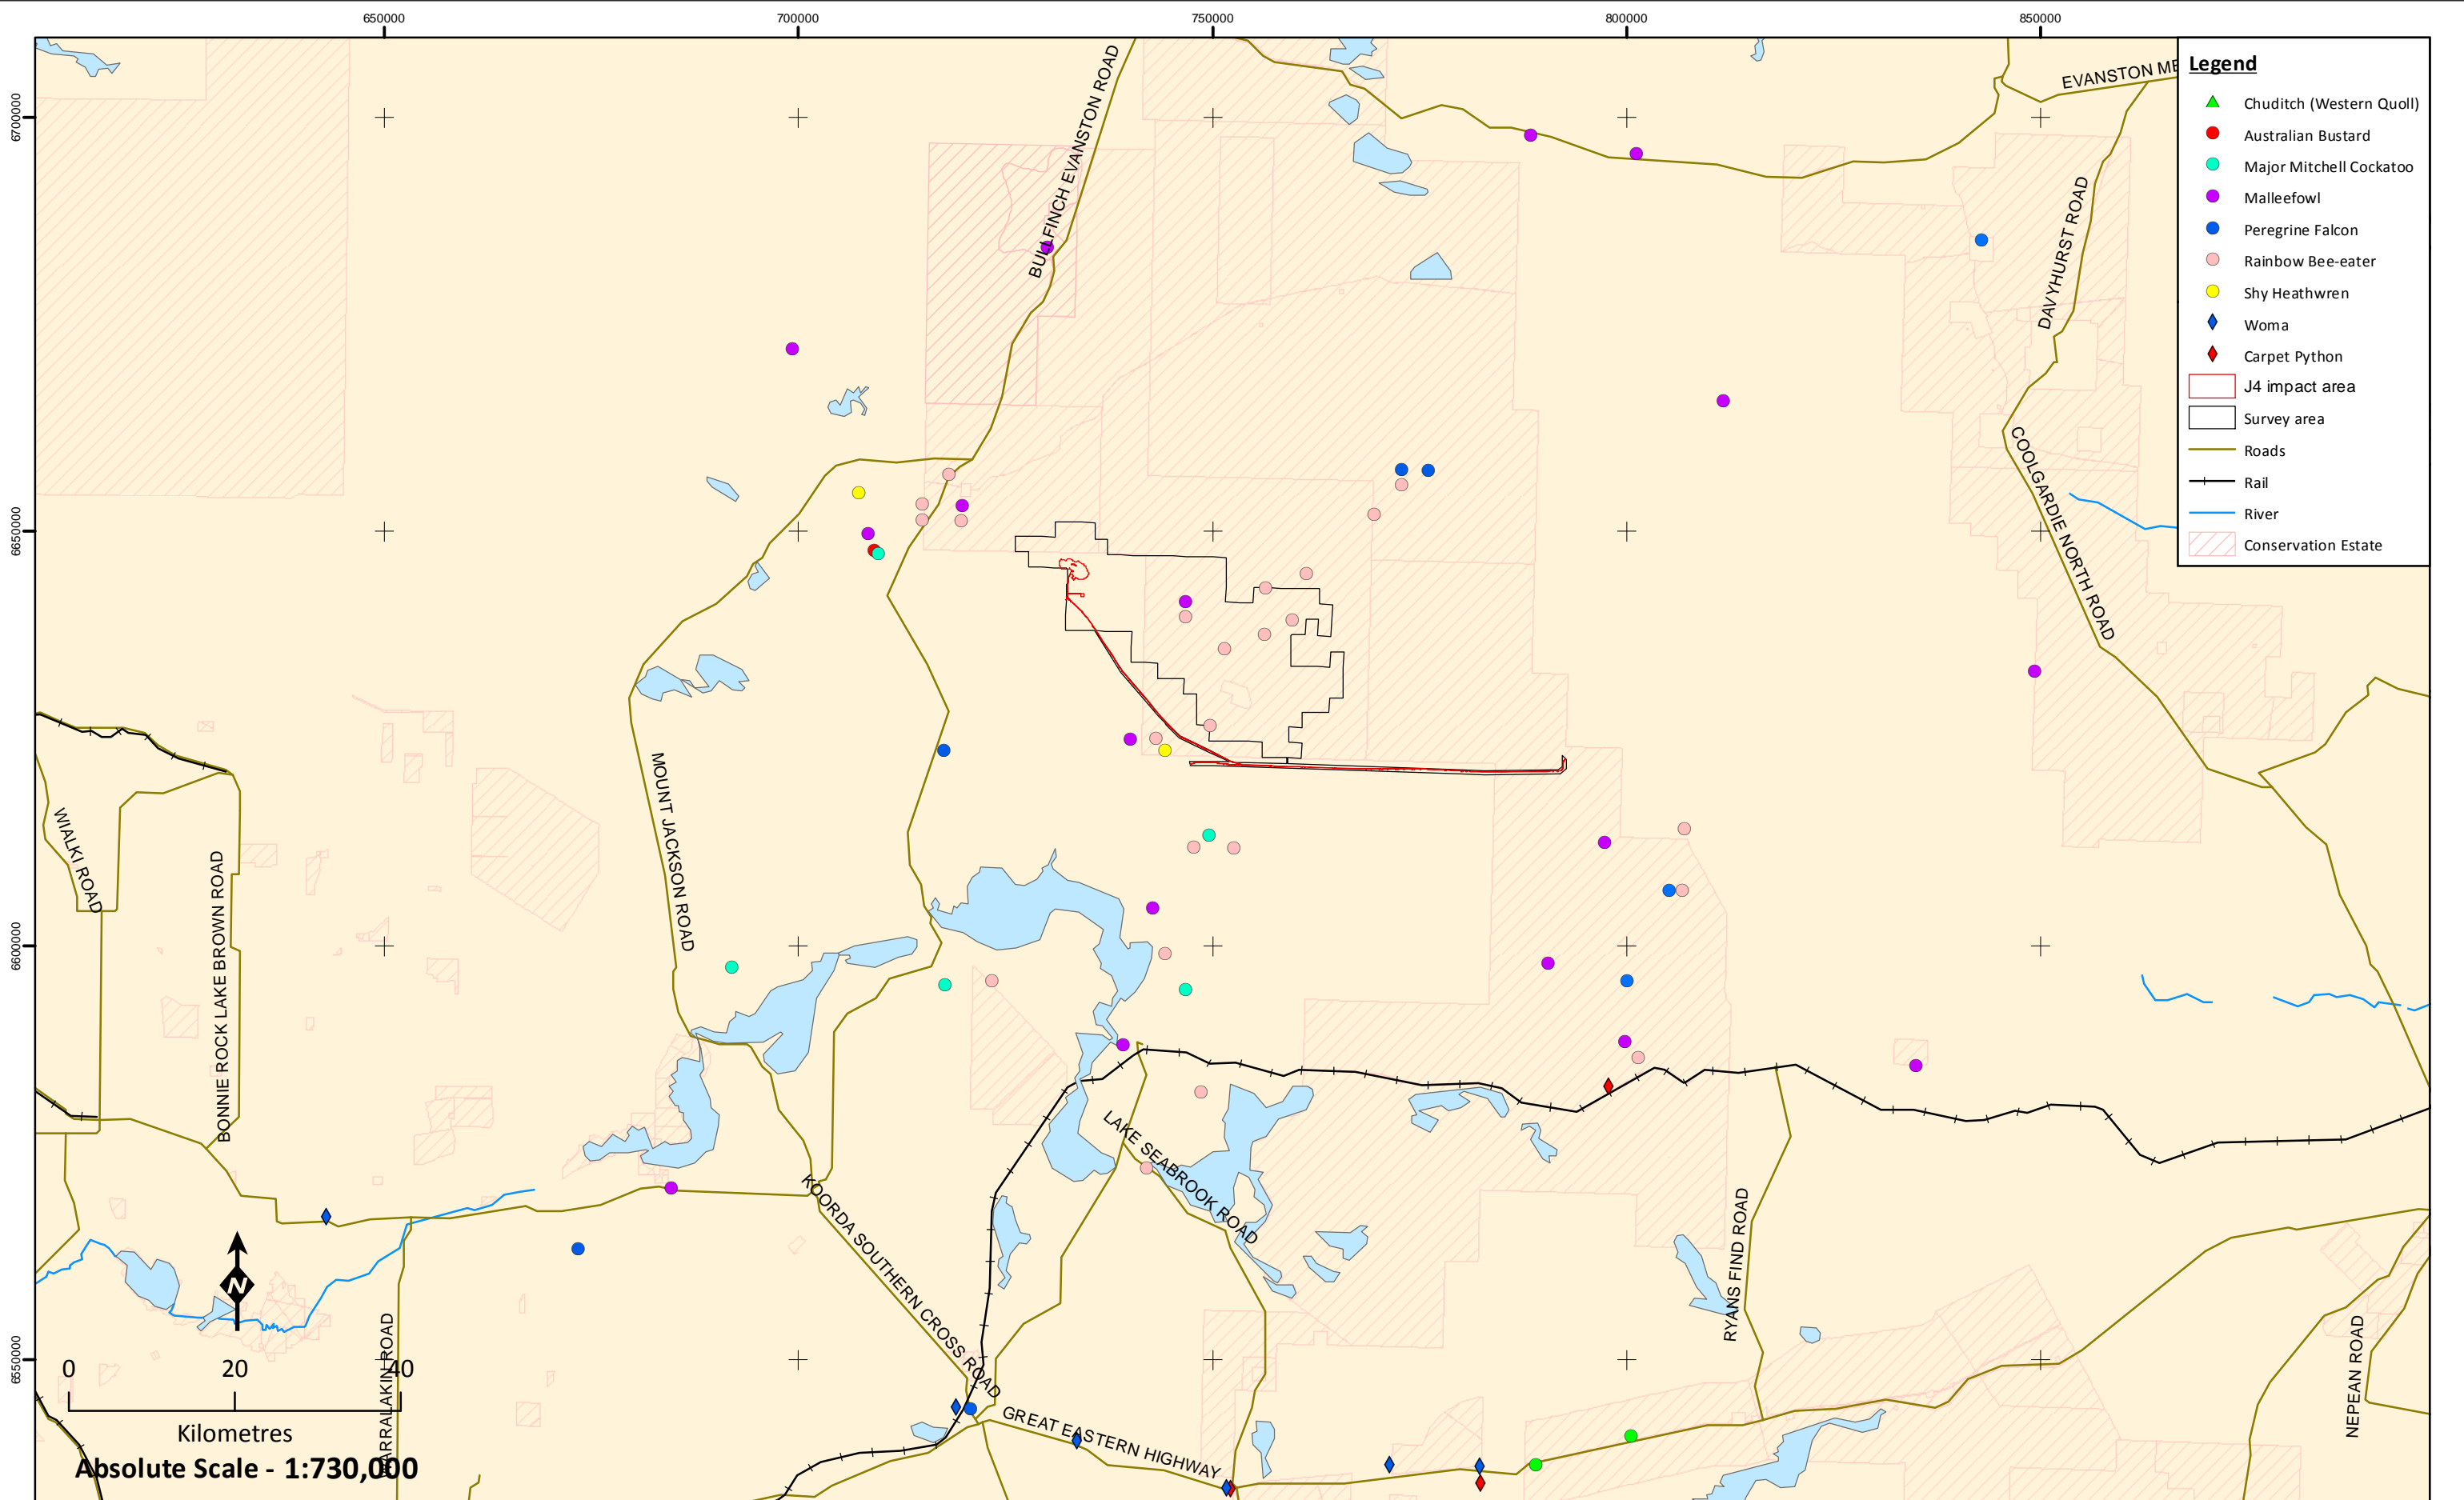 650000
700000
750000
800000
850000
6700000
6650000
6600000
6550000
BULLFINCH EVANSTON ROAD
EVANSTON ME
DAVYHURST ROAD
COOLGARDIE NORTH ROAD
MOUNT JACKSON ROAD
WIALKI ROAD
BONNIE ROCK LAKE BROWN ROAD
WARRALAKIN ROAD
KOORDA SOUTHERN CROSS ROAD
LAKE SEABROOK ROAD
GREAT EASTERN HIGHWAY
RYANS FIND ROAD
NEPEAN ROAD
Legend
Chuditch (Western Quoll)
Australian Bustard
Major Mitchell Cockatoo
Malleefowl
Peregrine Falcon
Rainbow Bee-eater
Shy Heathwren
Woma
Carpet Python
J4 impact area
Survey area
Roads
Rail
River
Conservation Estate
N
0 20 40
Kilometres
Absolute Scale - 1:730,000